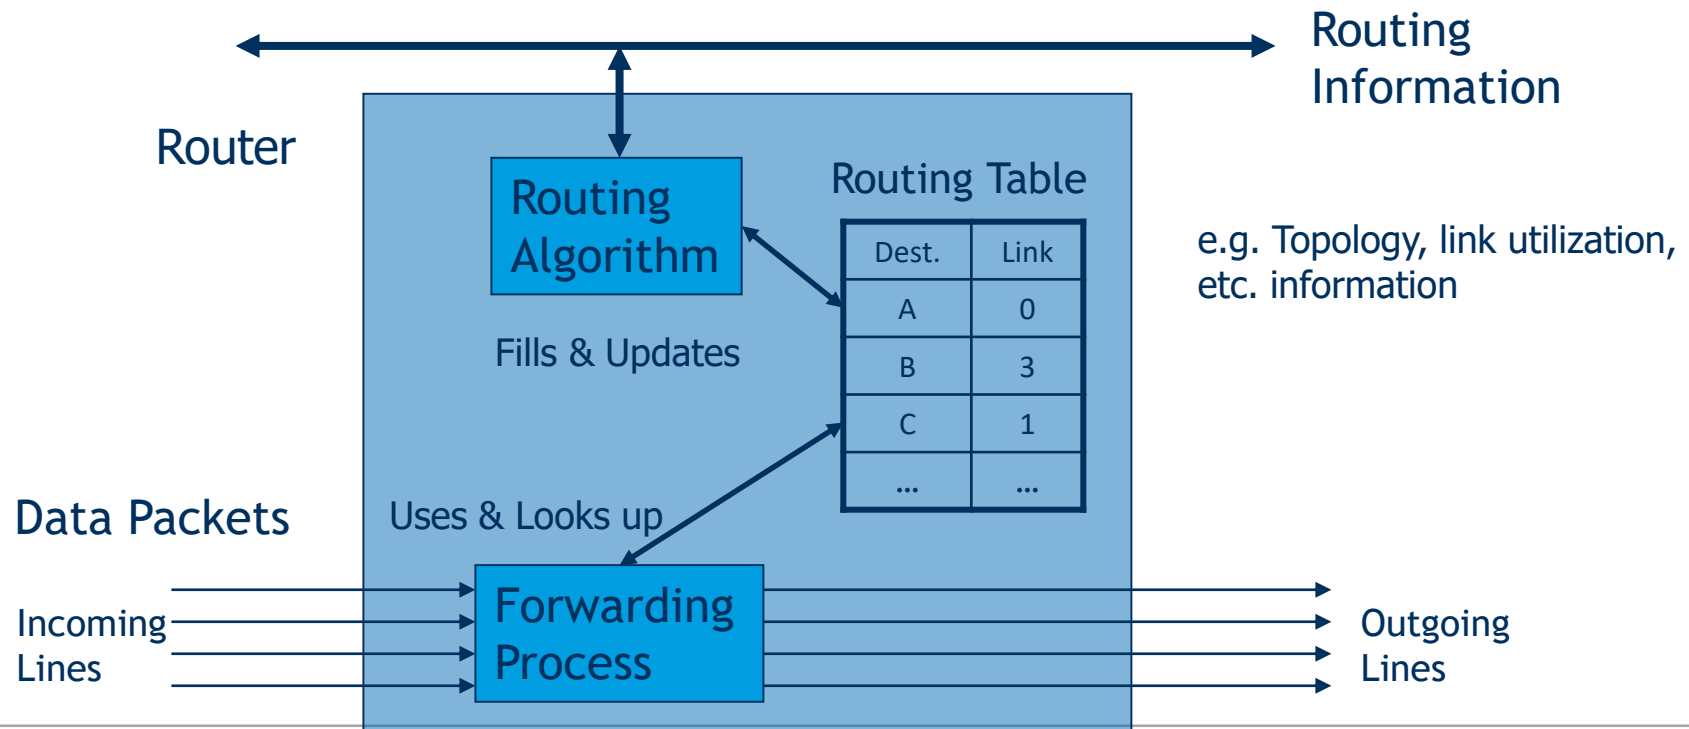 Routing
Information
Router
Routing
Algorithm
Routing Table
Dest. Link
A 0
B 3
C 1
... ...
e.g. Topology, link utilization,
etc. information
Fills & Updates
Uses & Looks up
Data Packets
Incoming
Lines
Forwarding
Process
Outgoing
Lines